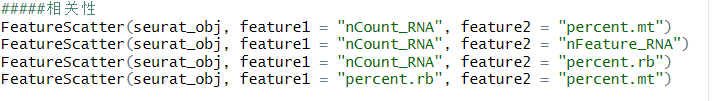 #####相关性
FeatureScatter(seurat_obj, feature1 = "nCount_RNA", feature2 = "percent.mt")
FeatureScatter(seurat_obj, feature1 = "nCount_RNA", feature2 = "nFeature_RNA")
FeatureScatter(seurat_obj, feature1 = "nCount_RNA", feature2 = "percent.rb")
FeatureScatter(seurat_obj, feature1 = "percent.rb", feature2 = "percent.mt")